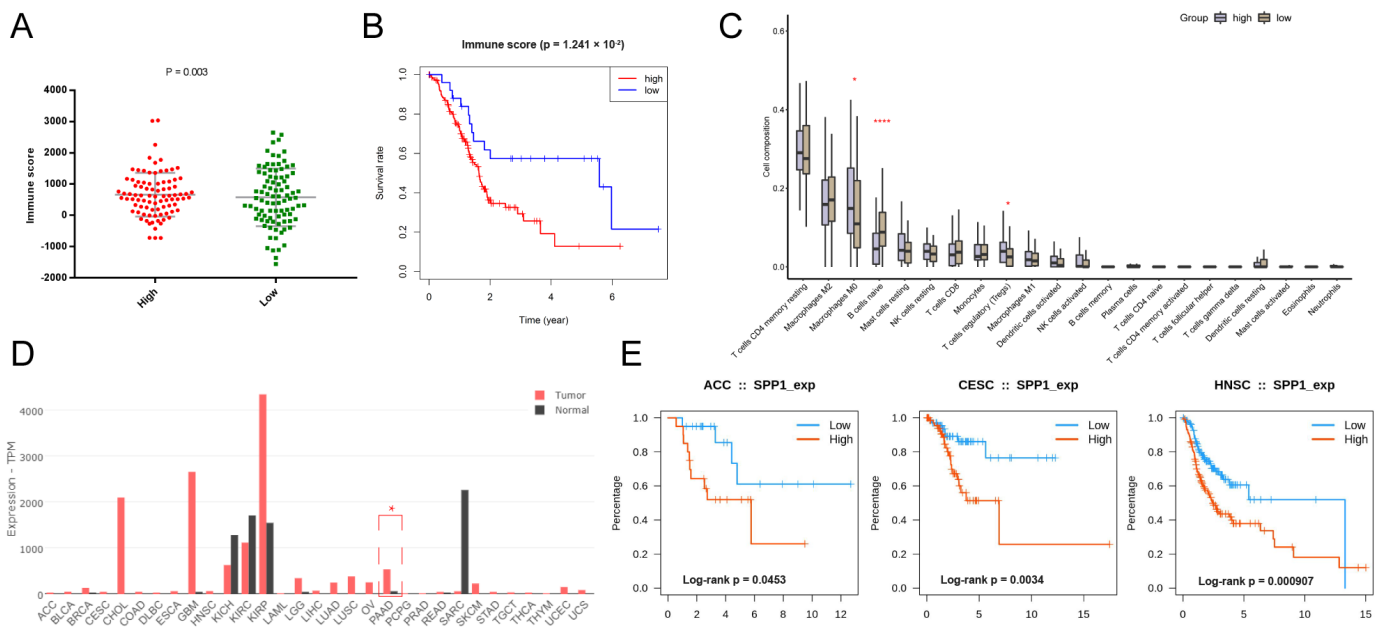 A
P = 0.003
Immune score
4000
3000
2000
1000
0
-1000
-2000
High
Low
B
Immune score (p = 1.241 × 10⁻²)
high
low
Survival rate
1.0
0.8
0.6
0.4
0.2
0.0
0
2
4
6
Time (year)
C
Group high low
Cell composition
0.6
0.4
0.2
0.0
*
****
*
T cells CD4 memory resting
Macrophages M2
Macrophages M0
B cells naive
Mast cells resting
NK cells resting
T cells CD8
Monocytes
T cells regulatory (Tregs)
Macrophages M1
Dendritic cells activated
NK cells activated
B cells memory
Plasma cells
T cells CD4 naive
T cells CD4 memory activated
T cells follicular helper
T cells gamma delta
Dendritic cells resting
Mast cells activated
Eosinophils
Neutrophils
D
Tumor
Normal
Expression - TPM
4000
3000
2000
1000
0
*
ACC
BLCA
BRCA
CESC
CHOL
COAD
DLBC
ESCA
GBM
HNSC
KICH
KIRC
KIRP
LAML
LGG
LIHC
LUAD
LUSC
OV
PAAD
PCPG
PRAD
READ
SARC
SKCM
STAD
TGCT
THCA
THYM
UCEC
UCS
E
ACC :: SPP1_exp
Low
High
Percentage
1.0
0.8
0.6
0.4
0.2
0.0
Log-rank p = 0.0453
0 2 4 6 8 10 12
CESC :: SPP1_exp
Low
High
Percentage
1.0
0.8
0.6
0.4
0.2
0.0
Log-rank p = 0.0034
0 5 10 15
HNSC :: SPP1_exp
Low
High
Percentage
1.0
0.8
0.6
0.4
0.2
0.0
Log-rank p = 0.000907
0 5 10 15